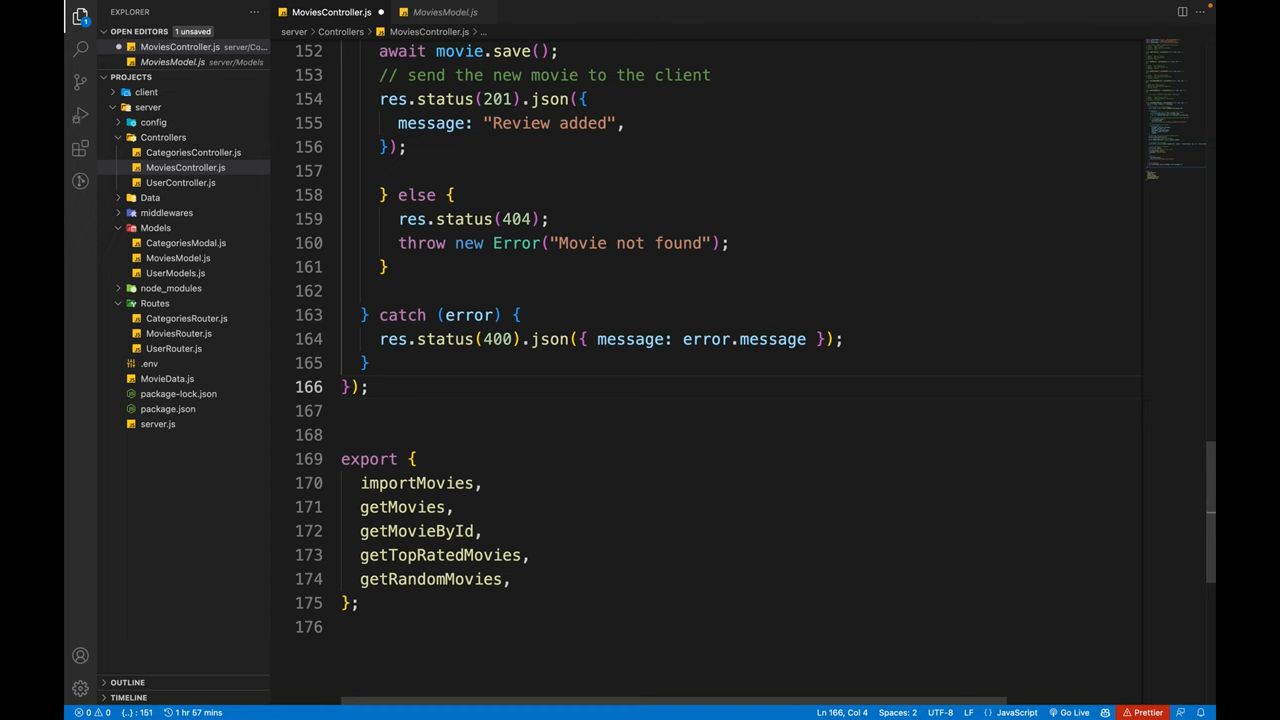 EXPLORER
...
MoviesController.js
MoviesModel.js
...
OPEN EDITORS 1 unsaved
server > Controllers > MoviesController.js > ...
MoviesController.js server/Co...
MoviesModel.js server/Models
PROJECTS
client
server
config
Controllers
CategoriesController.js
MoviesController.js
UserController.js
Data
middlewares
Models
CategoriesModal.js
MoviesModel.js
UserModels.js
node_modules
Routes
CategoriesRouter.js
MoviesRouter.js
UserRouter.js
.env
MovieData.js
package-lock.json
package.json
server.js
OUTLINE
TIMELINE
1
152 await movie.save();
153 // send the new movie to the client
154 res.status(201).json({
155 message: "Review added",
156 });
157
158 } else {
159 res.status(404);
160 throw new Error("Movie not found");
161 }
162
163 } catch (error) {
164 res.status(400).json({ message: error.message });
165 }
166 });
167
168
169 export {
170 importMovies,
171 getMovies,
172 getMovieById,
173 getTopRatedMovies,
174 getRandomMovies,
175 };
176
0 0 {..} : 151 1 hr 57 mins Ln 166, Col 4 Spaces: 2 UTF-8 LF JavaScript Go Live Prettier